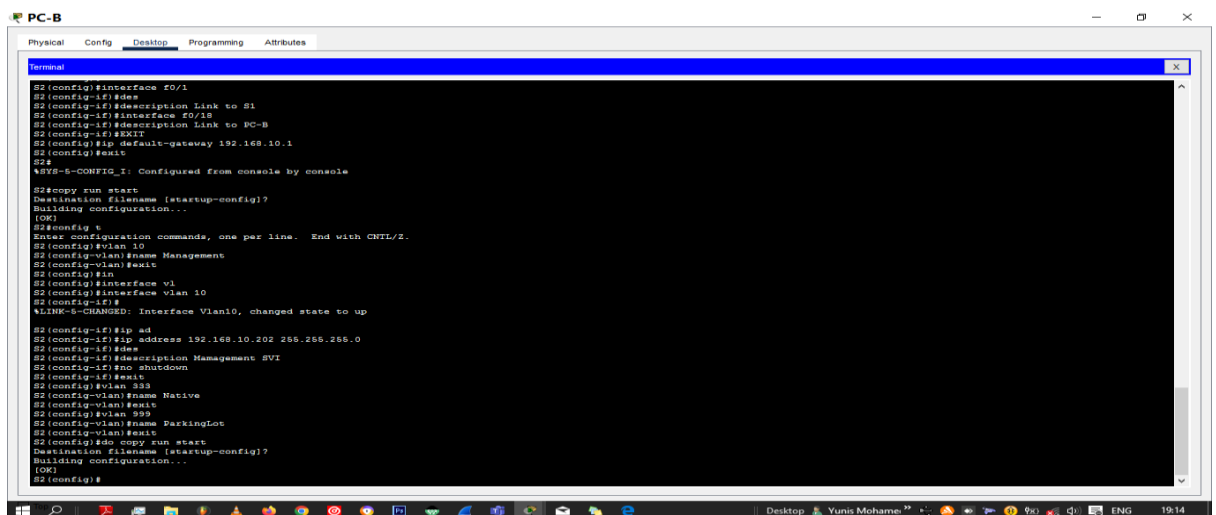 PC-B
Physical Config Desktop Programming Attributes
Terminal
S2(config)#interface f0/1
S2(config-if)#des
S2(config-if)#description Link to S1
S2(config-if)#interface f0/18
S2(config-if)#description Link to PC-B
S2(config-if)#EXIT
S2(config)#ip default-gateway 192.168.10.1
S2(config)#exit
S2#
%SYS-5-CONFIG_I: Configured from console by console
S2#copy run start
Destination filename [startup-config]?
Building configuration...
[OK]
S2#config t
Enter configuration commands, one per line. End with CNTL/Z.
S2(config)#vlan 10
S2(config-vlan)#name Management
S2(config-vlan)#exit
S2(config)#in
S2(config)#interface vl
S2(config)#interface vlan 10
S2(config-if)#
%LINK-5-CHANGED: Interface Vlan10, changed state to up
S2(config-if)#ip ad
S2(config-if)#ip address 192.168.10.202 255.255.255.0
S2(config-if)#des
S2(config-if)#description Mamagement SVI
S2(config-if)#no shutdown
S2(config-if)#exit
S2(config)#vlan 333
S2(config-vlan)#name Native
S2(config-vlan)#exit
S2(config)#vlan 999
S2(config-vlan)#name ParkingLot
S2(config-vlan)#exit
S2(config)#do copy run start
Destination filename [startup-config]?
Building configuration...
[OK]
S2(config)#
Desktop Yunis Mohamed ENG 19:14